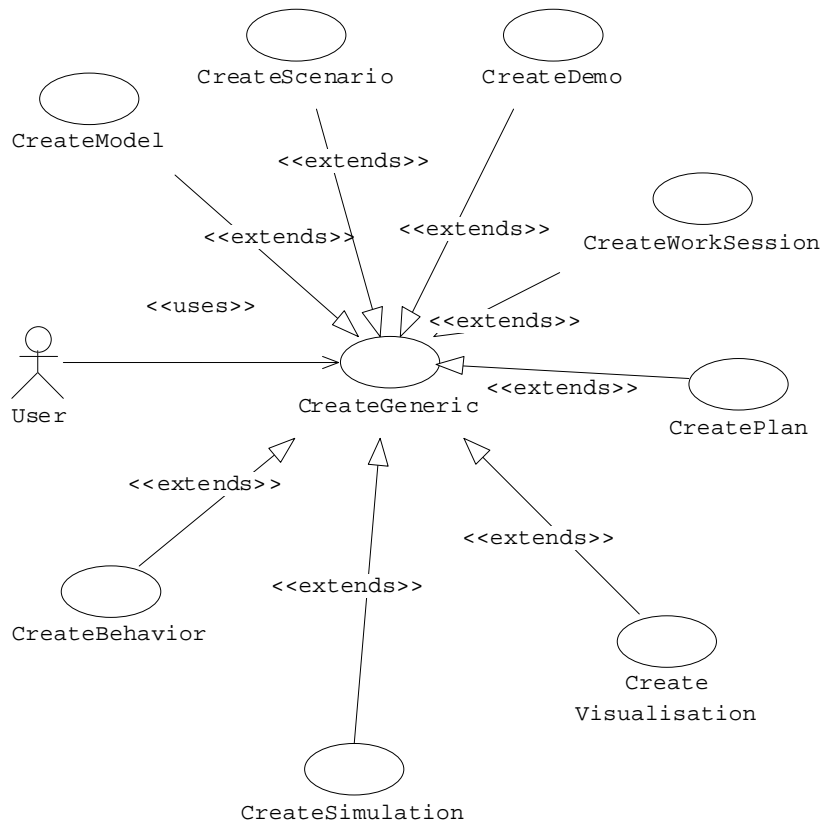 CreateScenario
CreateDemo
CreateModel
<<extends>>
<<extends>>
<<extends>>
CreateWorkSession
<<uses>>
<<extends>>
User
CreateGeneric
<<extends>>
CreatePlan
<<extends>>
<<extends>>
<<extends>>
CreateBehavior
Create
Visualisation
CreateSimulation